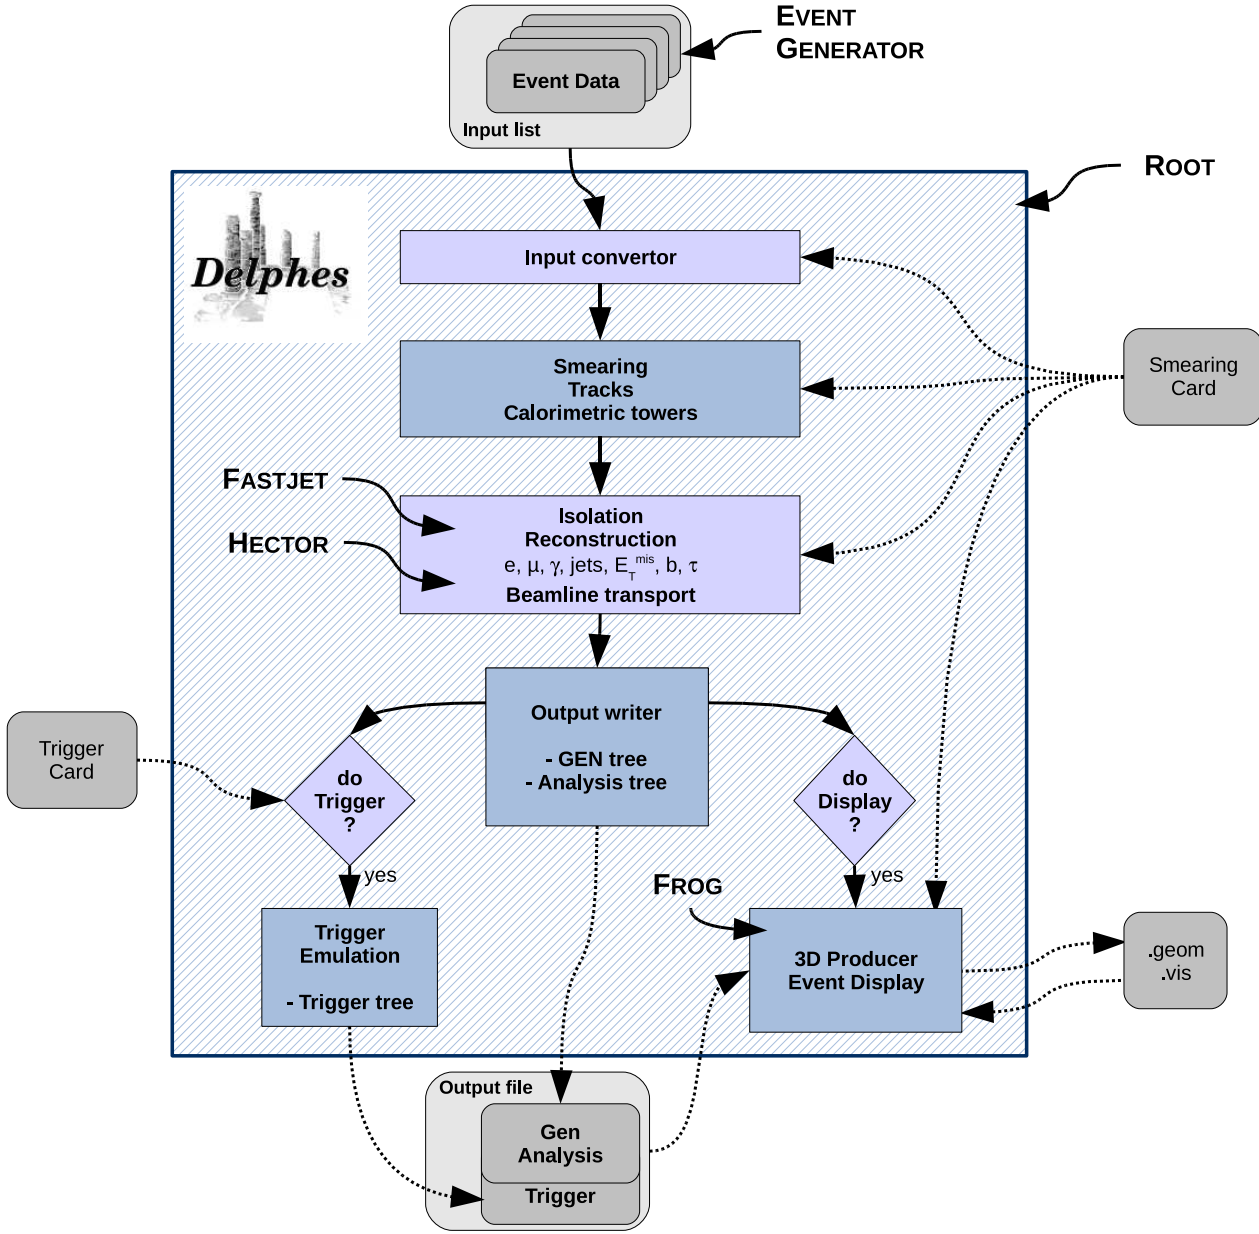 EVENT
GENERATOR
Event Data
Input list
ROOT
Delphes
Input convertor
Smearing
Tracks
Calorimetric towers
Smearing
Card
FASTJET
HECTOR
Isolation
Reconstruction
e, μ, γ, jets, E_T^mis, b, τ
Beamline transport
Output writer
- GEN tree
- Analysis tree
Trigger
Card
do
Trigger
?
do
Display
?
yes
yes
FROG
Trigger
Emulation
- Trigger tree
3D Producer
Event Display
.geom
.vis
Output file
Gen
Analysis
Trigger